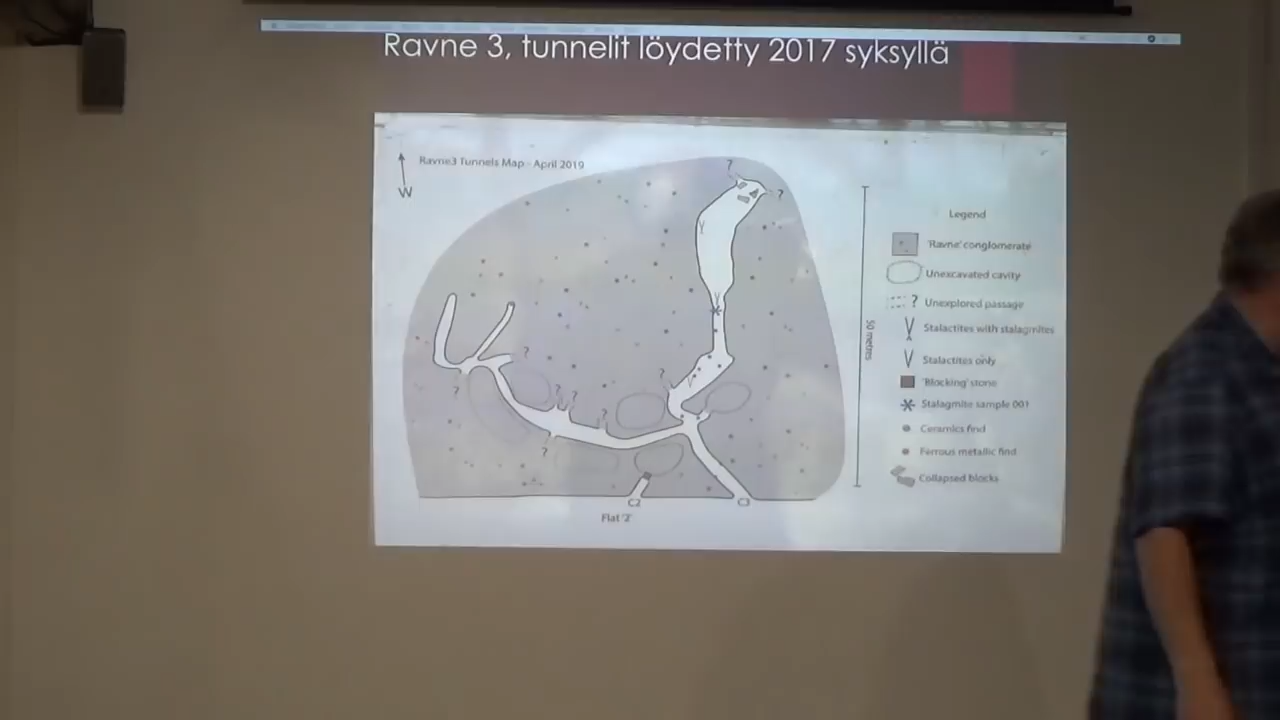 Ravne 3, tunnelit löydetty 2017 syksyllä
Ravne3 Tunnels Map - April 2019
W
?
?
Legend
'Ravne' conglomerate
Unexcavated cavity
? Unexplored passage
Stalactites with stalagmites
Stalactites only
'Blocking' stone
Stalagmite sample 001
Ceramics find
Ferrous metallic find
Collapsed blocks
50 metres
?
?
?
?
?
?
?
C2
C3
Flat '2'